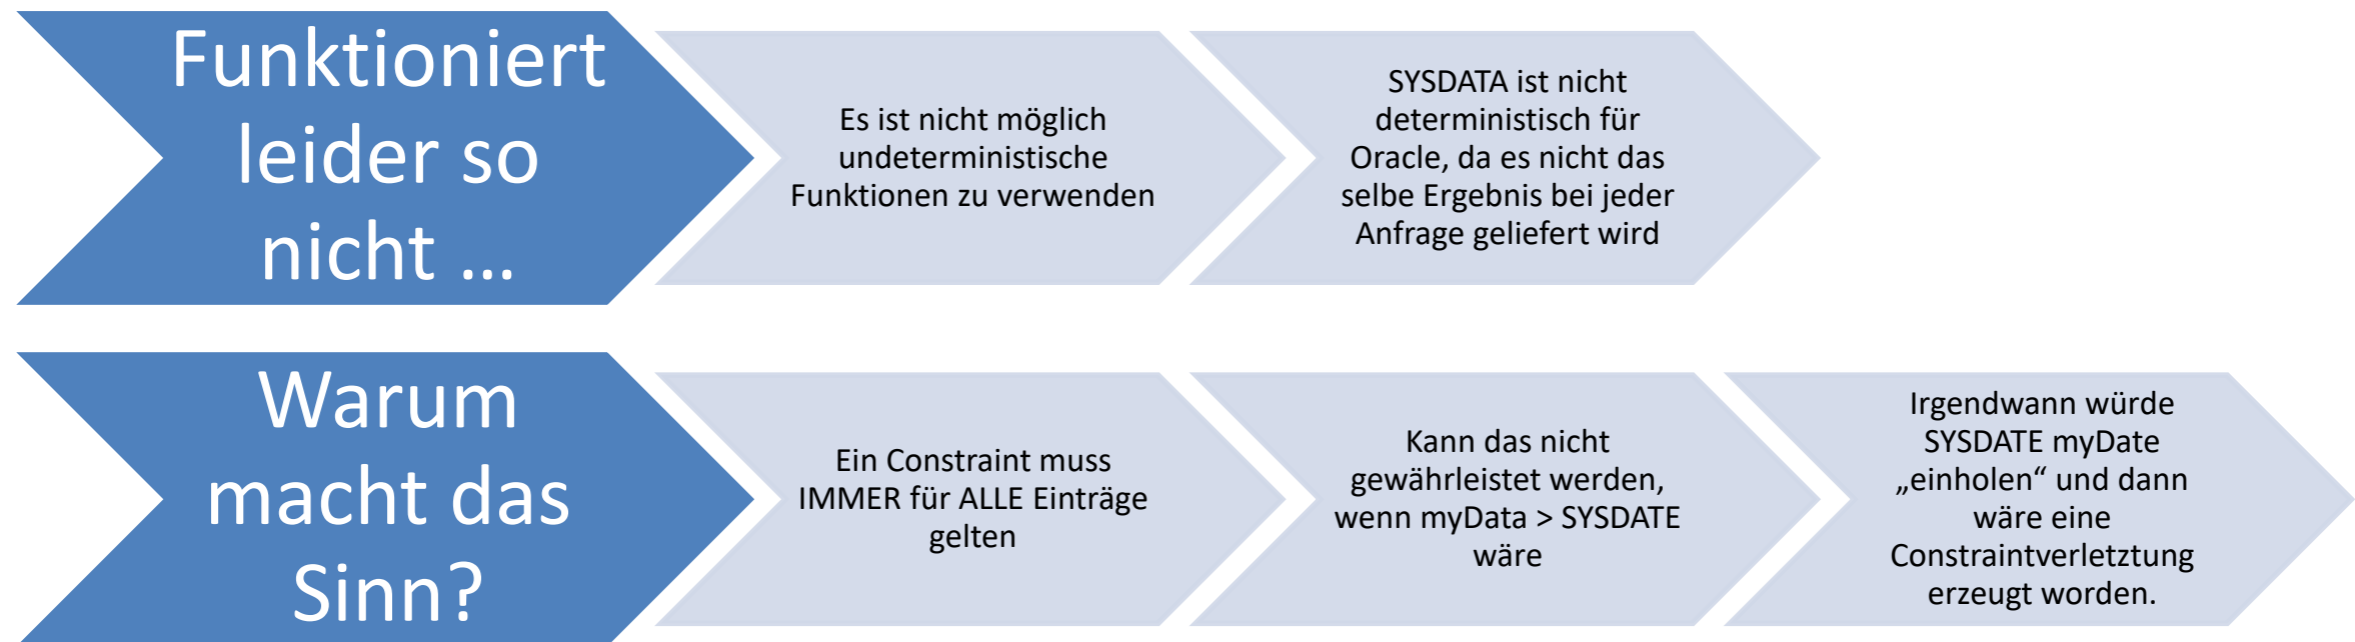 Funktioniert
leider so
nicht …
Es ist nicht möglich
undeterministische
Funktionen zu verwenden
SYSDATA ist nicht
deterministisch für
Oracle, da es nicht das
selbe Ergebnis bei jeder
Anfrage geliefert wird
Warum
macht das
Sinn?
Ein Constraint muss
IMMER für ALLE Einträge
gelten
Kann das nicht
gewährleistet werden,
wenn myData > SYSDATE
wäre
Irgendwann würde
SYSDATE myDate
„einholen“ und dann
wäre eine
Constraintverletztung
erzeugt worden.